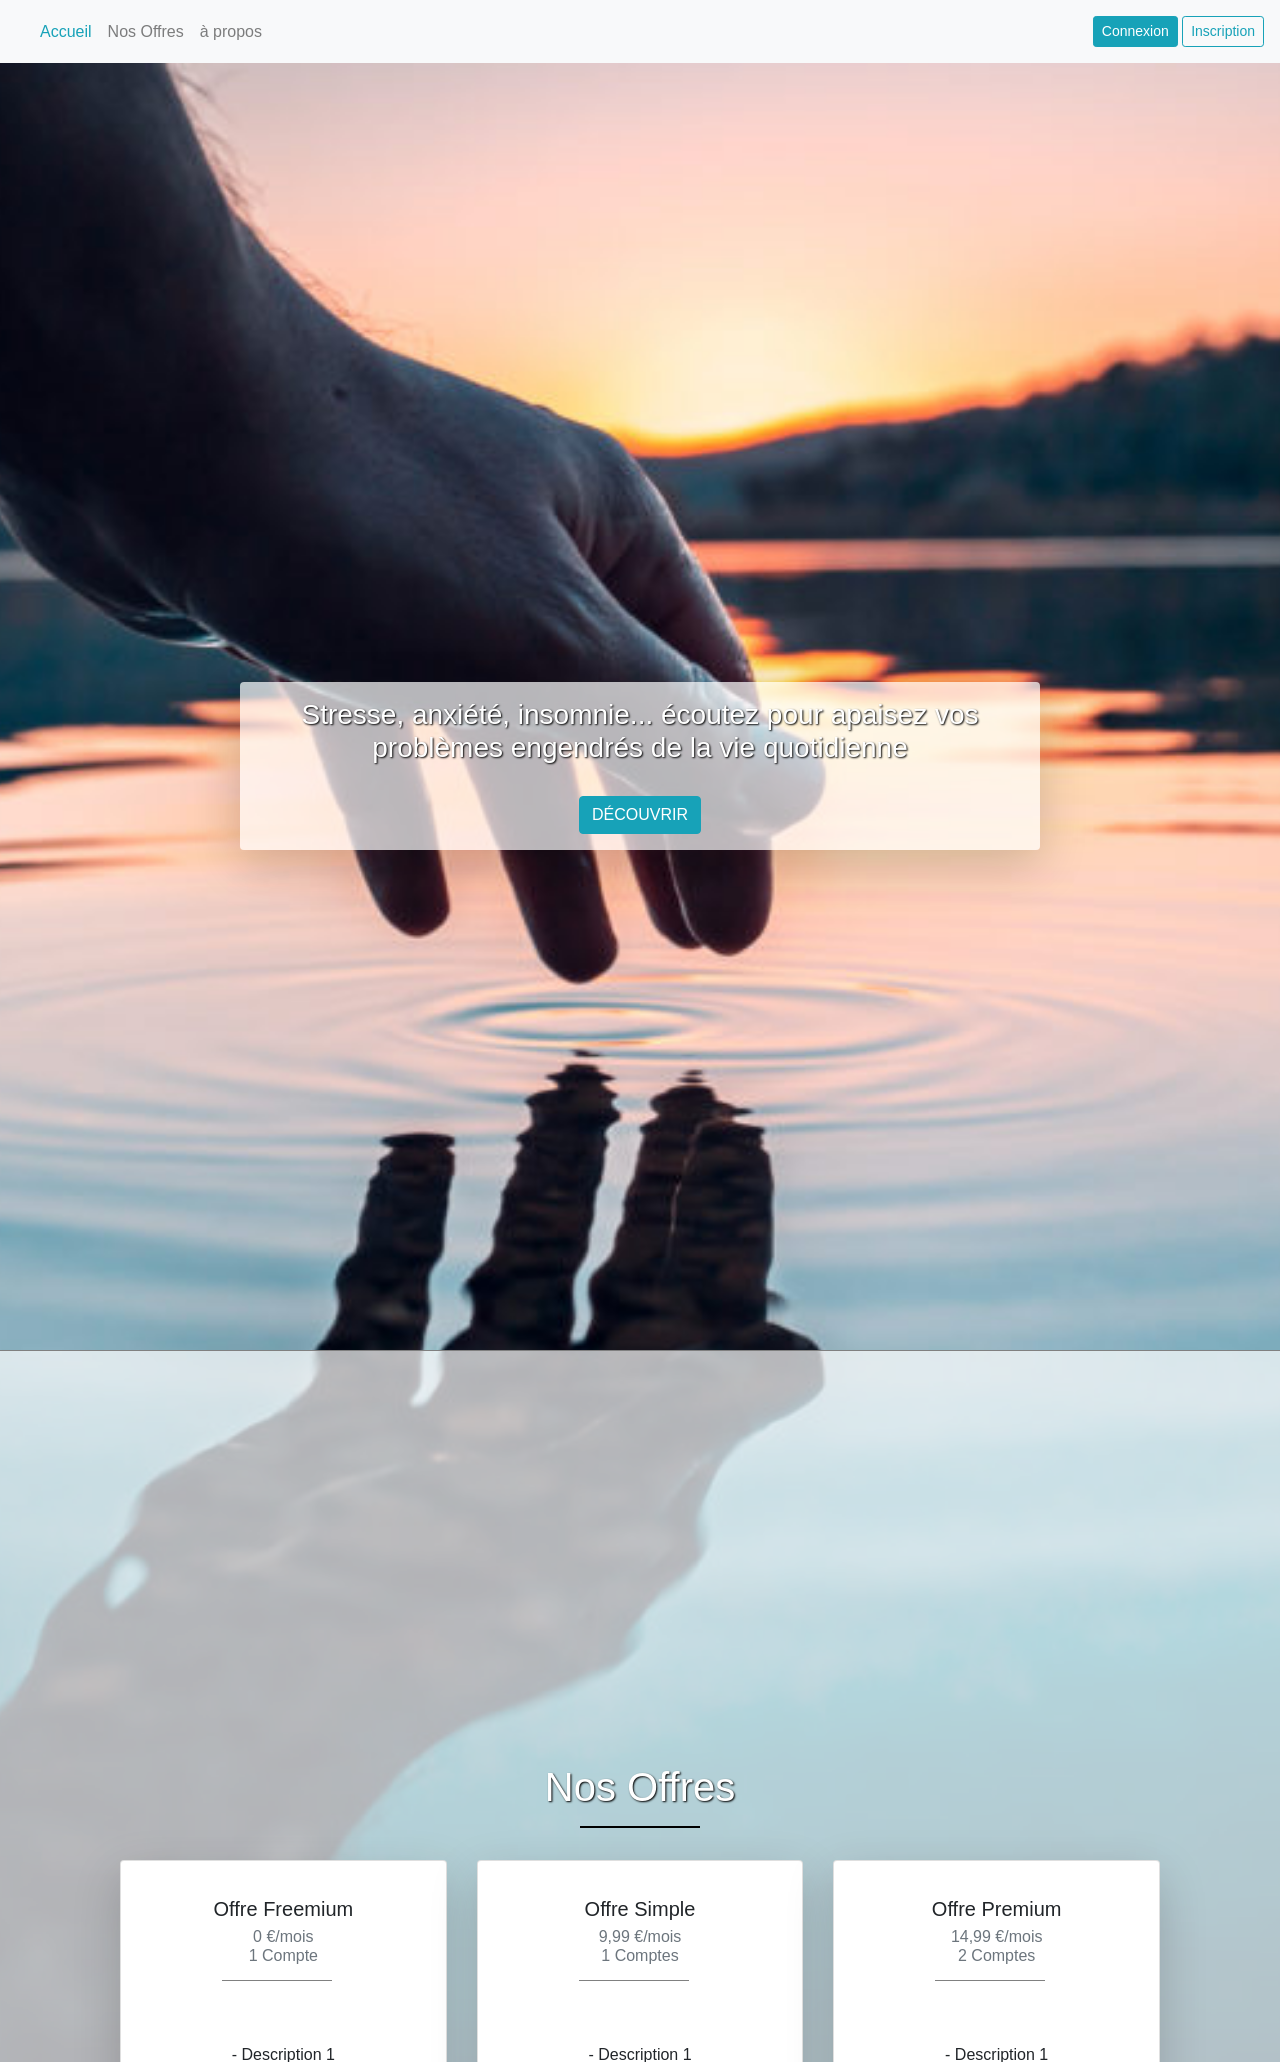 Accueil Nos Offres à propos Connexion Inscription
Stresse, anxiété, insomnie... écoutez pour apaisez vos
problèmes engendrés de la vie quotidienne
DÉCOUVRIR
Nos Offres
Offre Freemium
0 €/mois
1 Compte
- Description 1
Offre Simple
9,99 €/mois
1 Comptes
- Description 1
Offre Premium
14,99 €/mois
2 Comptes
- Description 1